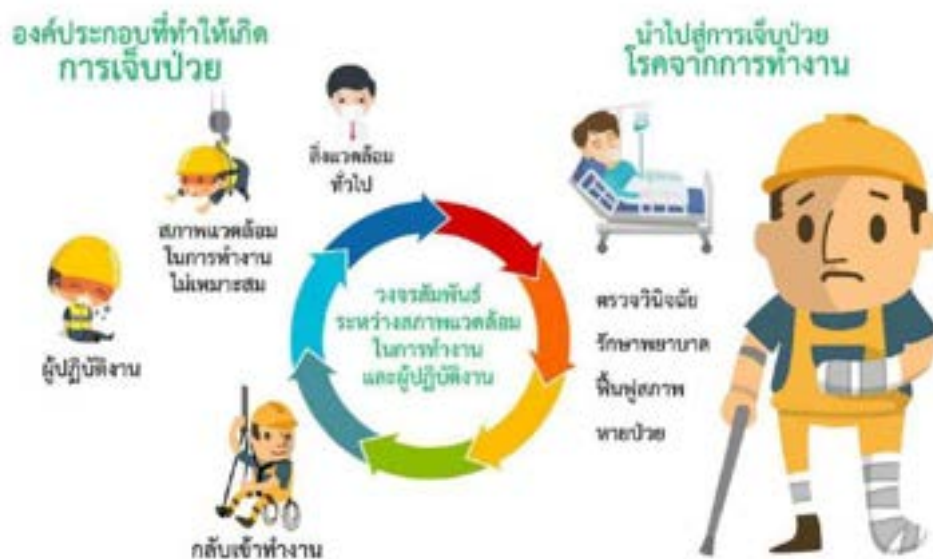 องค์ประกอบที่ทำให้เกิด
การเจ็บป่วย
นำไปสู่การเจ็บป่วย
โรคจากการทำงาน
สิ่งแวดล้อม
ทั่วไป
สภาพแวดล้อม
ในการทำงาน
ไม่เหมาะสม
ผู้ปฏิบัติงาน
วงจรสัมพันธ์
ระหว่างสภาพแวดล้อม
ในการทำงาน
และผู้ปฏิบัติงาน
ตรวจวินิจฉัย
รักษาพยาบาล
ฟื้นฟูสภาพ
หายป่วย
กลับเข้าทำงาน